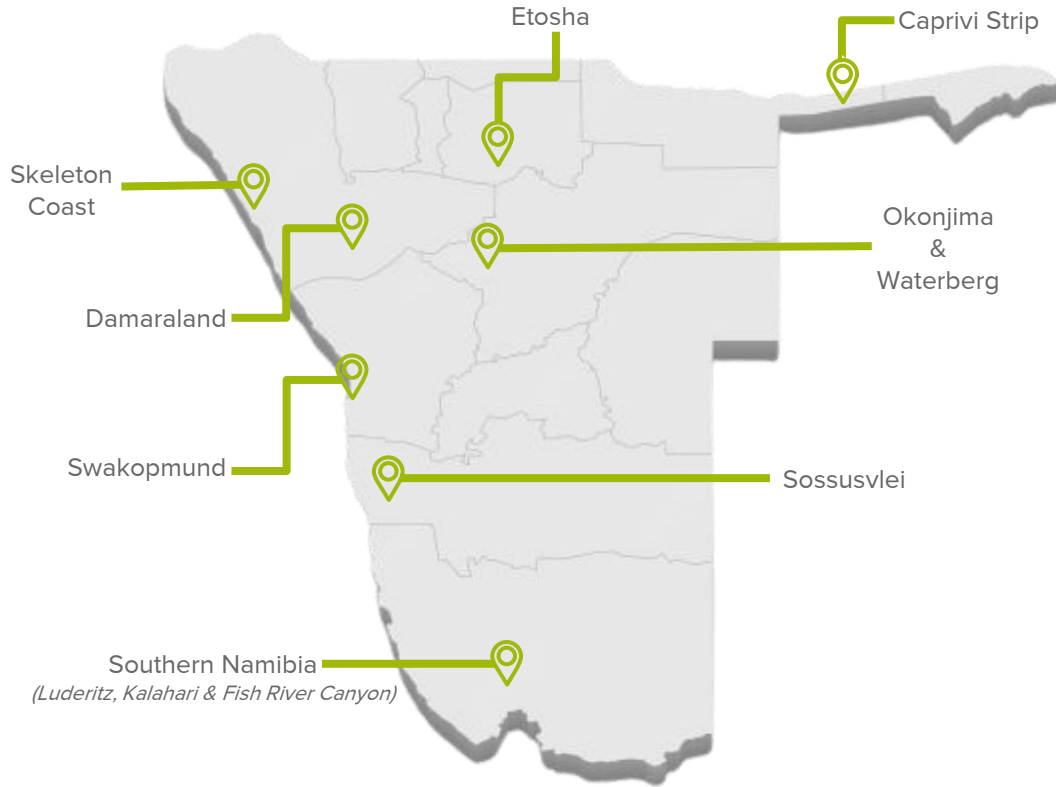 Etosha
Caprivi Strip
Skeleton
Coast
Okonjima
&
Waterberg
Damaraland
Swakopmund
Sossusvlei
Southern Namibia
(Luderitz, Kalahari & Fish River Canyon)